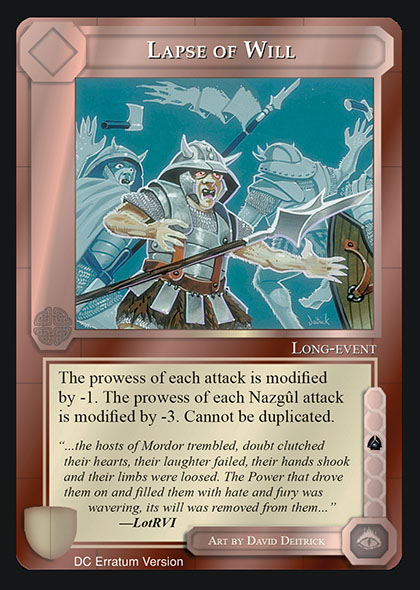 Lapse of Will
Long-event
The prowess of each attack is modified
by -1. The prowess of each Nazgûl attack
is modified by -3. Cannot be duplicated.
“...the hosts of Mordor trembled, doubt clutched
their hearts, their laughter failed, their hands shook
and their limbs were loosed. The Power that drove
them on and filled them with hate and fury was
wavering, its will was removed from them...”
—LotRVI
Art by David Deitrick
DC Erratum Version